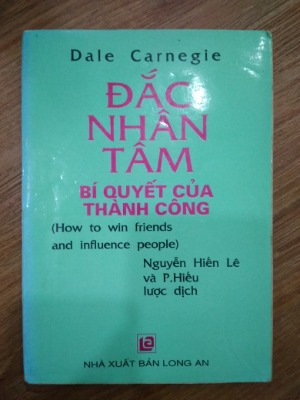 Dale Carnegie
ĐẮC
NHÂN
TÂM
BÍ QUYẾT CỦA
THÀNH CÔNG
(How to win friends
and influence people)
Nguyễn Hiến Lê
và P.Hiếu
lược dịch
NHÀ XUẤT BẢN LONG AN